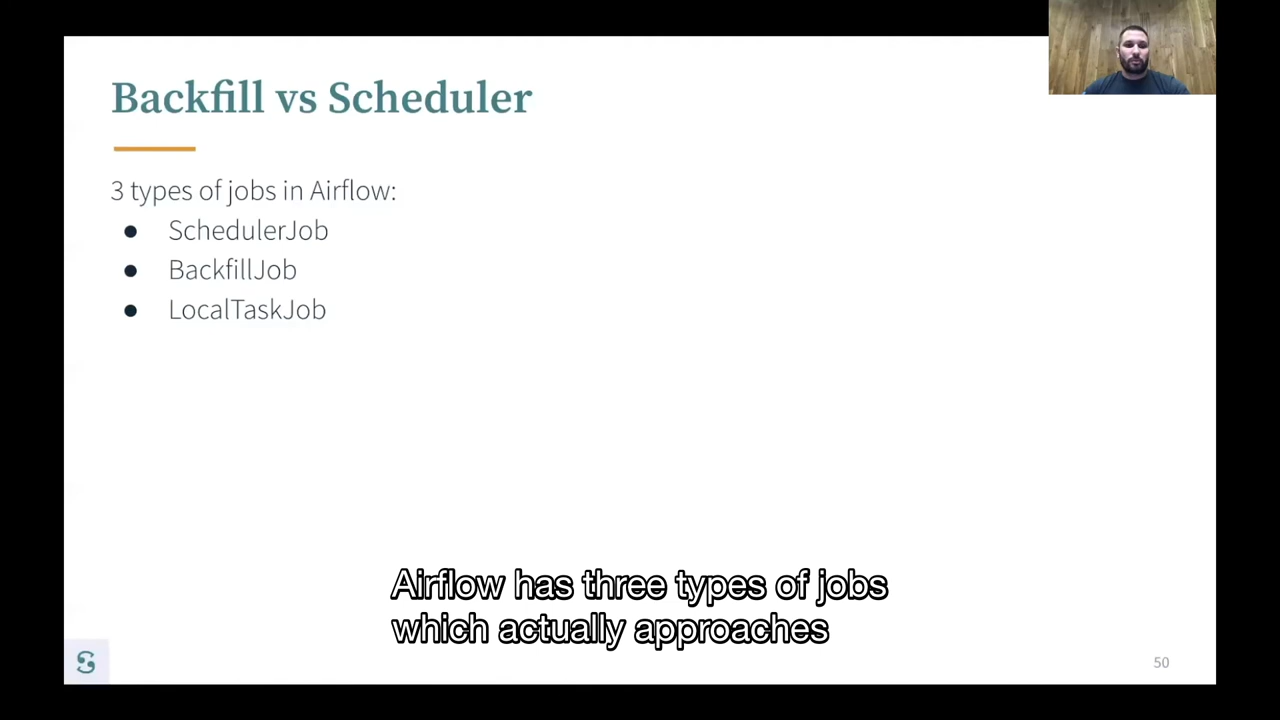 Backfill vs Scheduler
3 types of jobs in Airflow:
● SchedulerJob
● BackfillJob
● LocalTaskJob
Airflow has three types of jobs
which actually approaches
50